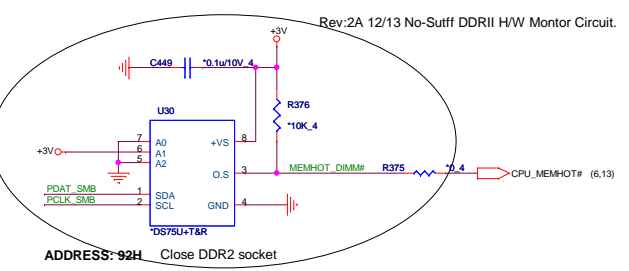 Rev:2A 12/13 No-Sutff DDRII H/W Montor Circuit.
+3V
C449 *0.1u/10V_4
U30
R376
*10K_4
+3V
7 A0
6 A1
5 A2
+VS 8
O.S 3
MEMHOT_DIMM# R375 *0_4 CPU_MEMHOT# (6,13)
PDAT_SMB 1 SDA
PCLK_SMB 2 SCL
GND 4
*DS75U+T&R
ADDRESS: 92H Close DDR2 socket